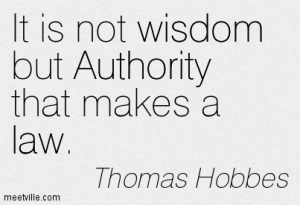 It is not wisdom
but Authority
that makes a
law.
Thomas Hobbes
meetville.com